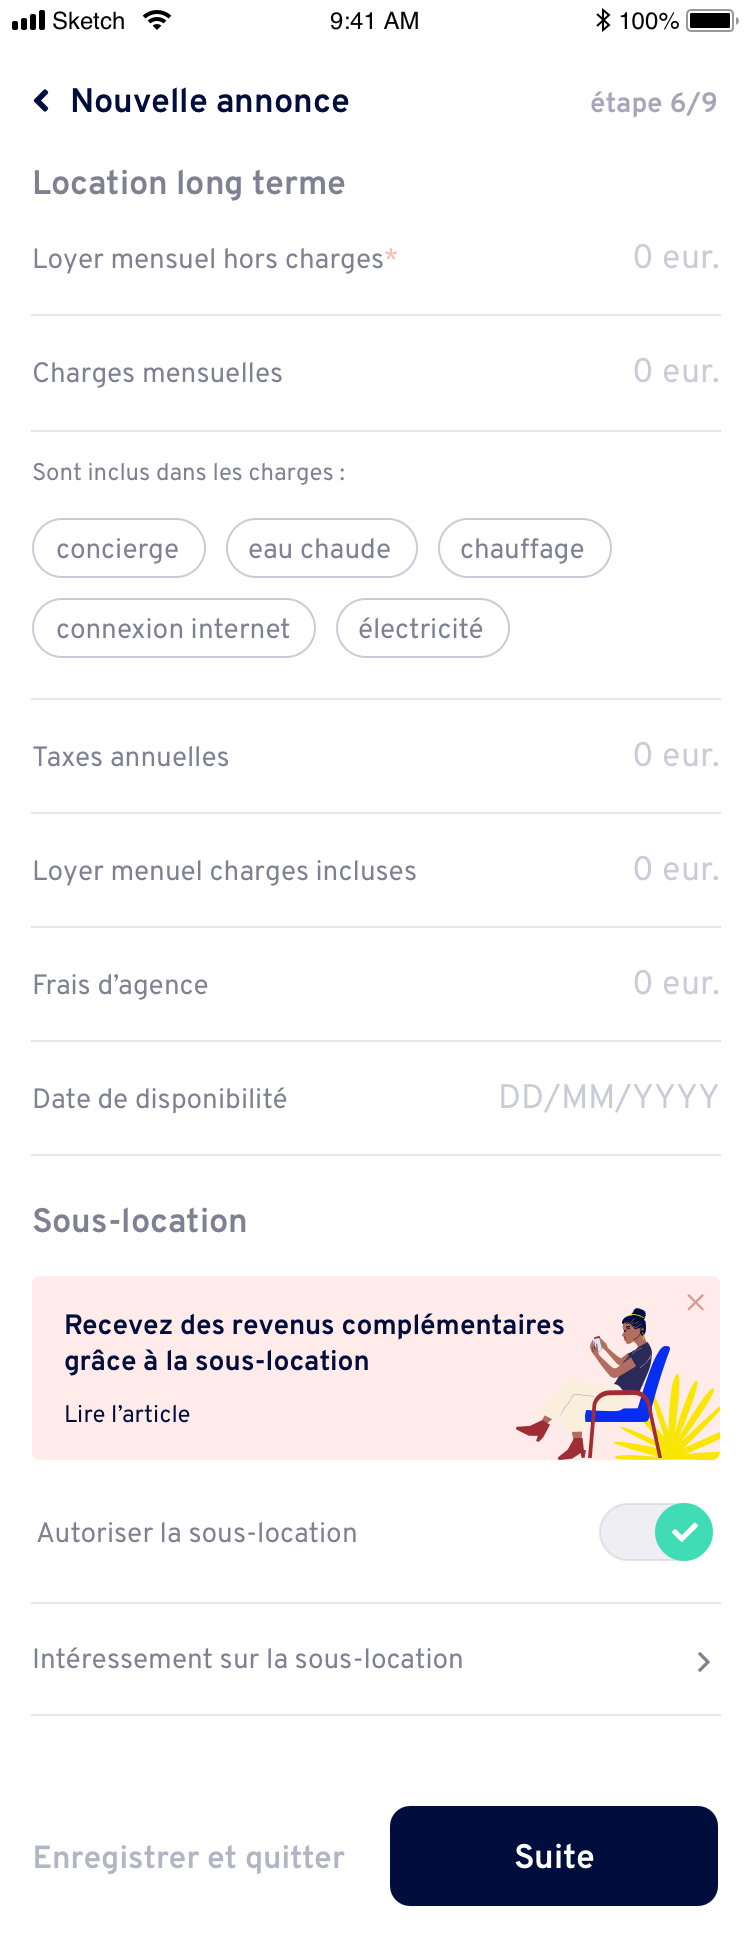 Sketch 9:41 AM 100%
Nouvelle annonce étape 6/9
Location long terme
Loyer mensuel hors charges* 0 eur.
Charges mensuelles 0 eur.
Sont inclus dans les charges :
concierge eau chaude chauffage
connexion internet électricité
Taxes annuelles 0 eur.
Loyer menuel charges incluses 0 eur.
Frais d’agence 0 eur.
Date de disponibilité DD/MM/YYYY
Sous-location
Recevez des revenus complémentaires
grâce à la sous-location
Lire l’article
Autoriser la sous-location
Intéressement sur la sous-location
Enregistrer et quitter Suite